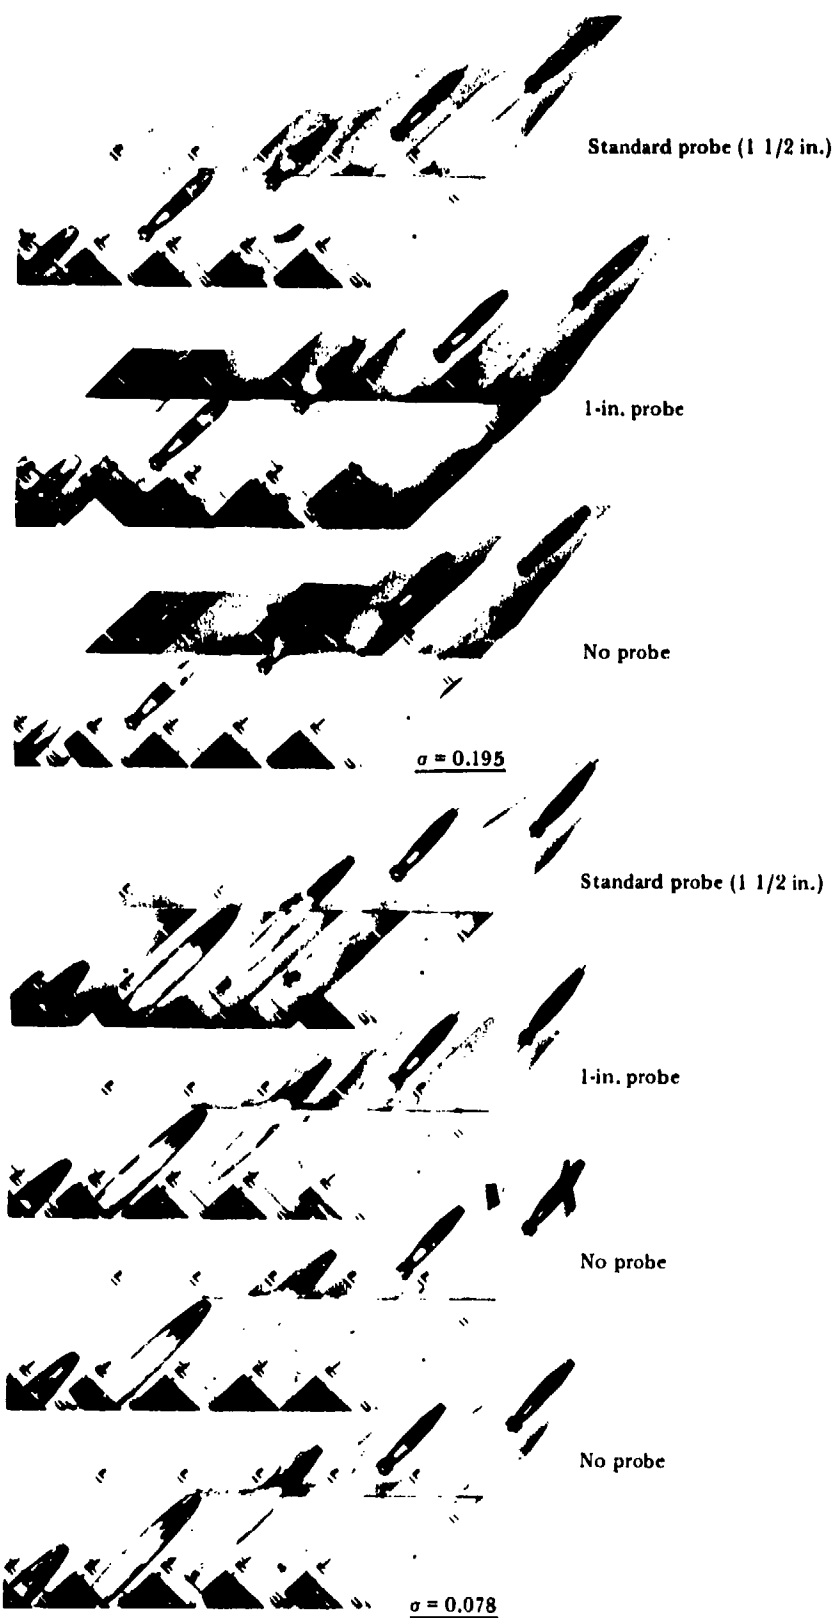 Standard probe (1 1/2 in.)
1-in. probe
No probe
σ = 0.195
Standard probe (1 1/2 in.)
1-in. probe
No probe
No probe
σ = 0.078